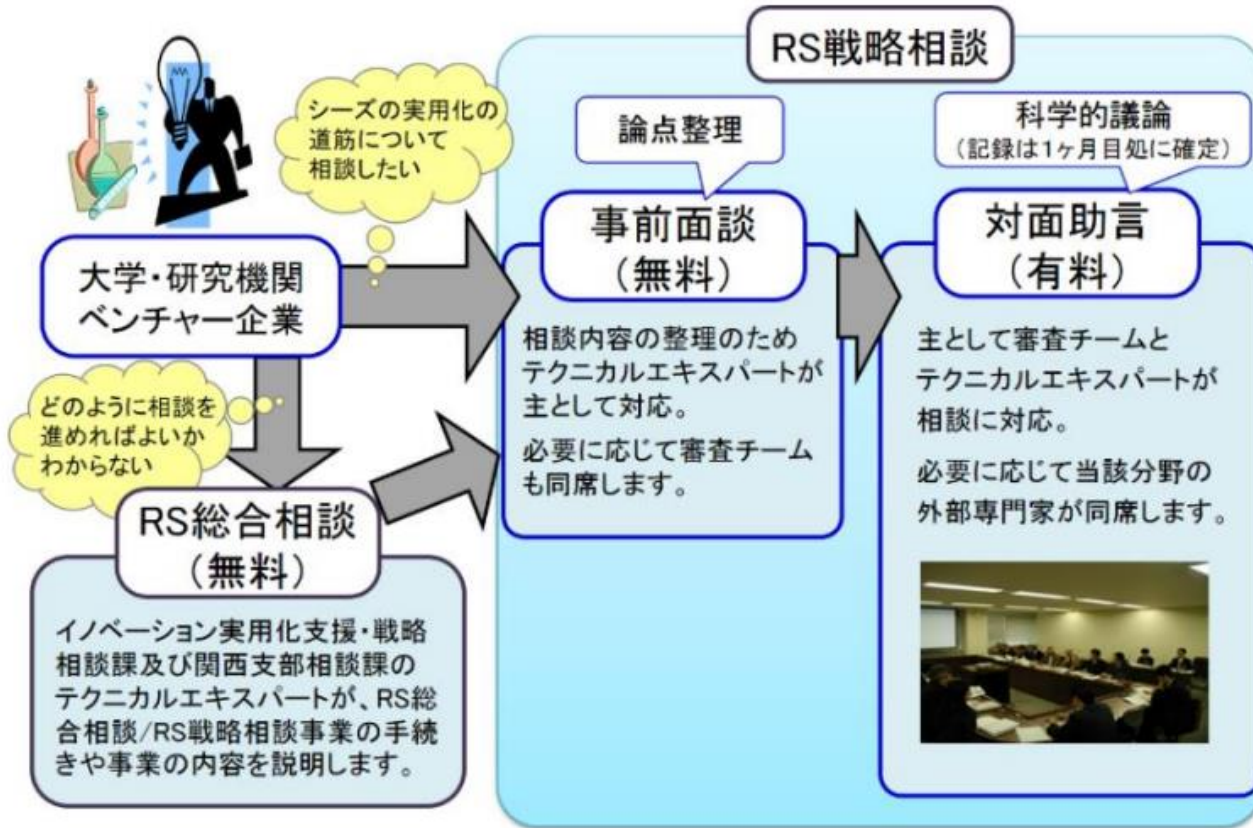 RS戦略相談
シーズの実用化の
道筋について
相談したい
論点整理
科学的議論
(記録は1ヶ月目処に確定)
大学・研究機関
ベンチャー企業
事前面談
(無料)
対面助言
(有料)
相談内容の整理のため
テクニカルエキスパートが
主として対応。
必要に応じて審査チーム
も同席します。
主として審査チームと
テクニカルエキスパートが
相談に対応。
必要に応じて当該分野の
外部専門家が同席します。
どのように相談を
進めればよいか
わからない
RS総合相談
(無料)
イノベーション実用化支援・戦略
相談課及び関西支部相談課の
テクニカルエキスパートが、RS総
合相談/RS戦略相談事業の手続
きや事業の内容を説明します。